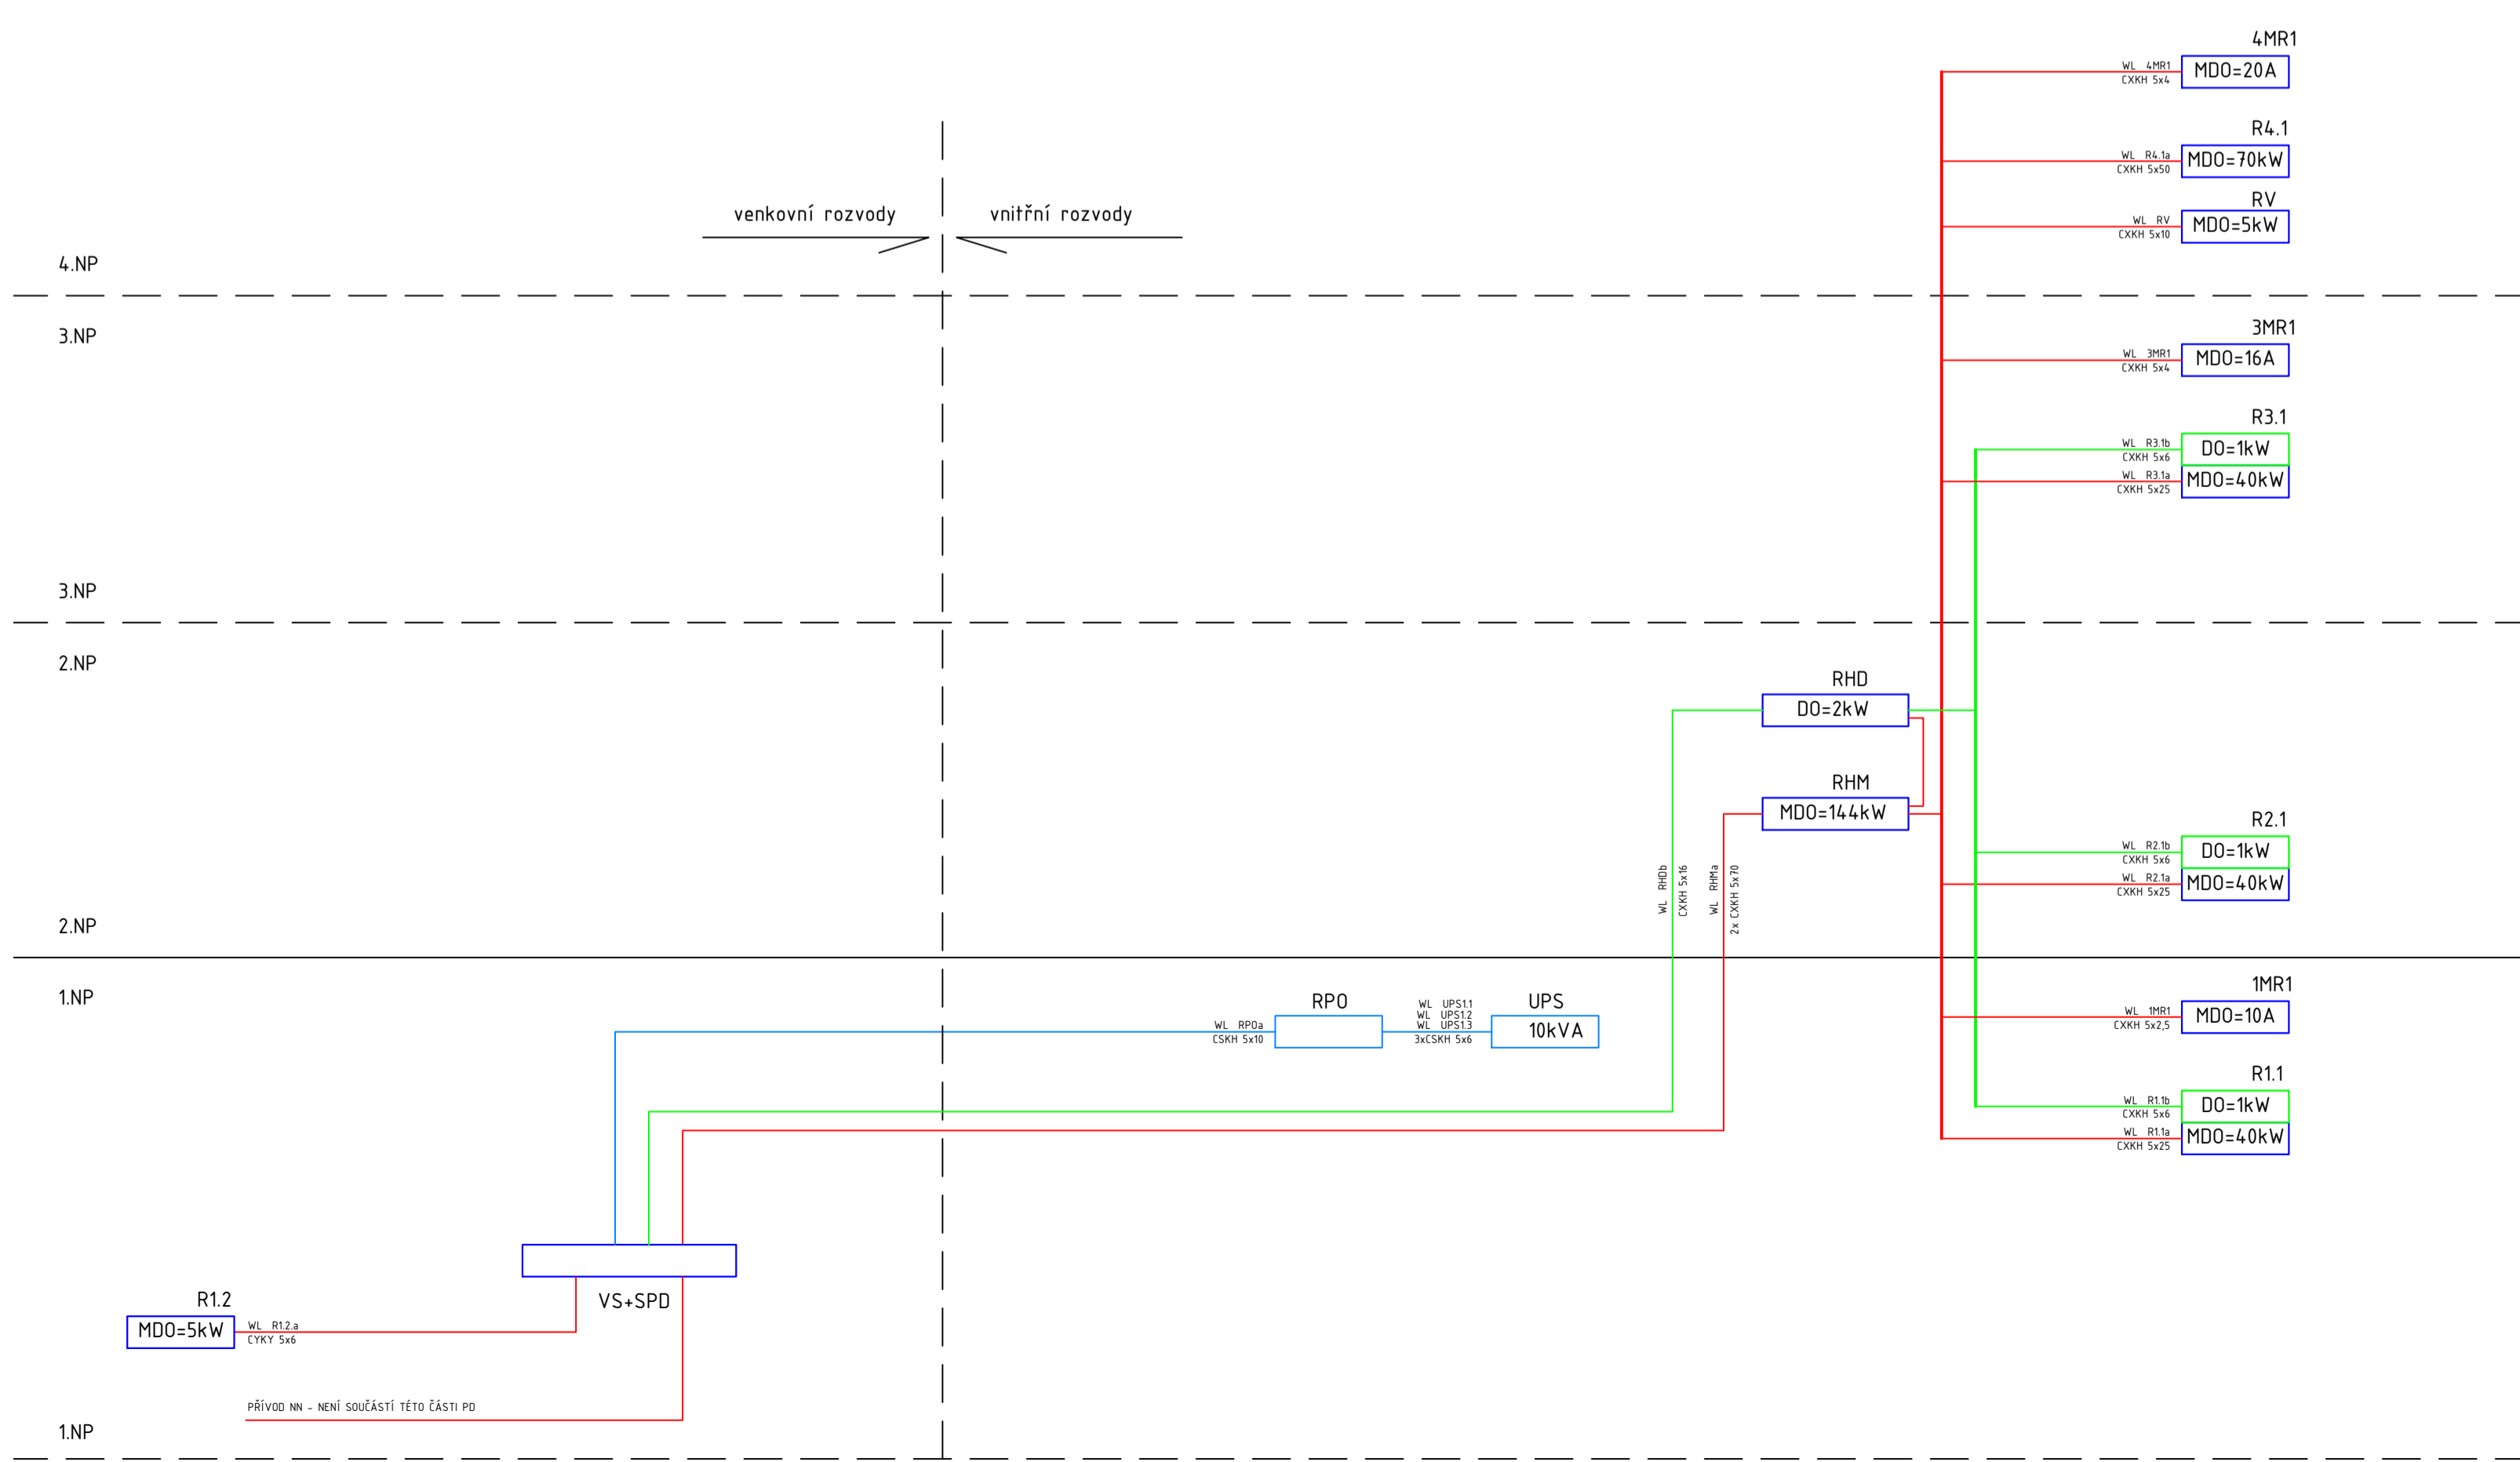 4MR1
WL 4MR1
CXKH 5x4
MDO=20A
R4.1
WL R4.1a
CXKH 5x50
MDO=70kW
RV
WL RV
CXKH 5x10
MDO=5kW
venkovní rozvody
vnitřní rozvody
4.NP
3.NP
3MR1
WL 3MR1
CXKH 5x4
MDO=16A
R3.1
WL R3.1b
CXKH 5x6
DO=1kW
WL R3.1a
CXKH 5x25
MDO=40kW
3.NP
2.NP
RHD
DO=2kW
RHM
MDO=144kW
WL RHDb
CXKH 5x16
WL RHMa
2x CXKH 5x70
R2.1
WL R2.1b
CXKH 5x6
DO=1kW
WL R2.1a
CXKH 5x25
MDO=40kW
2.NP
1.NP
RPO
WL RPOa
CSKH 5x10
WL UPS1.1
WL UPS1.2
WL UPS1.3
3xCSKH 5x6
UPS
10kVA
1MR1
WL 1MR1
CXKH 5x2,5
MDO=10A
R1.1
WL R1.1b
CXKH 5x6
DO=1kW
WL R1.1a
CXKH 5x25
MDO=40kW
VS+SPD
R1.2
MDO=5kW
WL R1.2.a
CYKY 5x6
PŘÍVOD NN - NENÍ SOUČÁSTÍ TÉTO ČÁSTI PD
1.NP